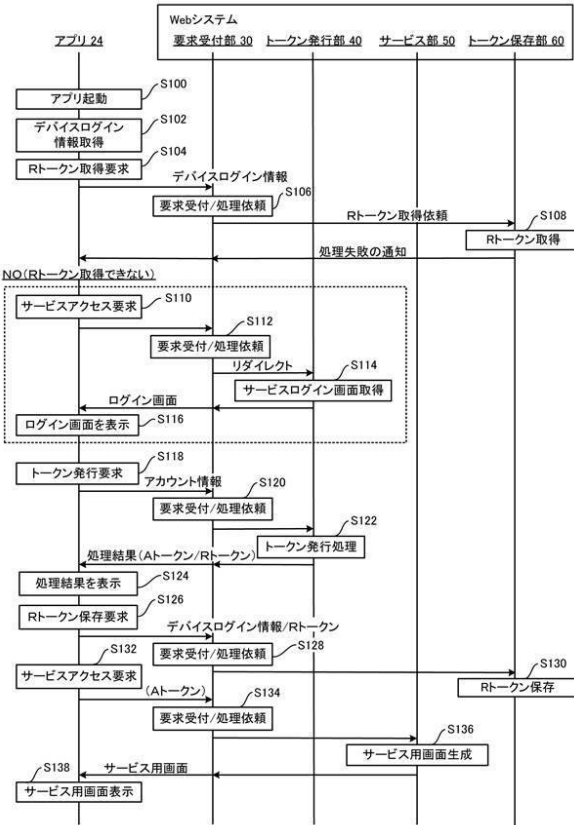 Webシステム
アプリ 24
要求受付部 30
トークン発行部 40
サービス部 50
トークン保存部 60
S100
アプリ起動
S102
デバイスログイン
情報取得
S104
Rトークン取得要求
デバイスログイン情報
S106
要求受付/処理依頼
Rトークン取得依頼
S108
Rトークン取得
処理失敗の通知
NO(Rトークン取得できない)
S110
サービスアクセス要求
S112
要求受付/処理依頼
リダイレクト
S114
サービスログイン画面取得
ログイン画面
S116
ログイン画面を表示
S118
トークン発行要求
アカウント情報
S120
要求受付/処理依頼
S122
トークン発行処理
処理結果(Aトークン/Rトークン)
S124
処理結果を表示
S126
Rトークン保存要求
デバイスログイン情報/Rトークン
S128
要求受付/処理依頼
S130
Rトークン保存
S132
サービスアクセス要求
(Aトークン)
S134
要求受付/処理依頼
S136
サービス用画面生成
サービス用画面
S138
サービス用画面表示